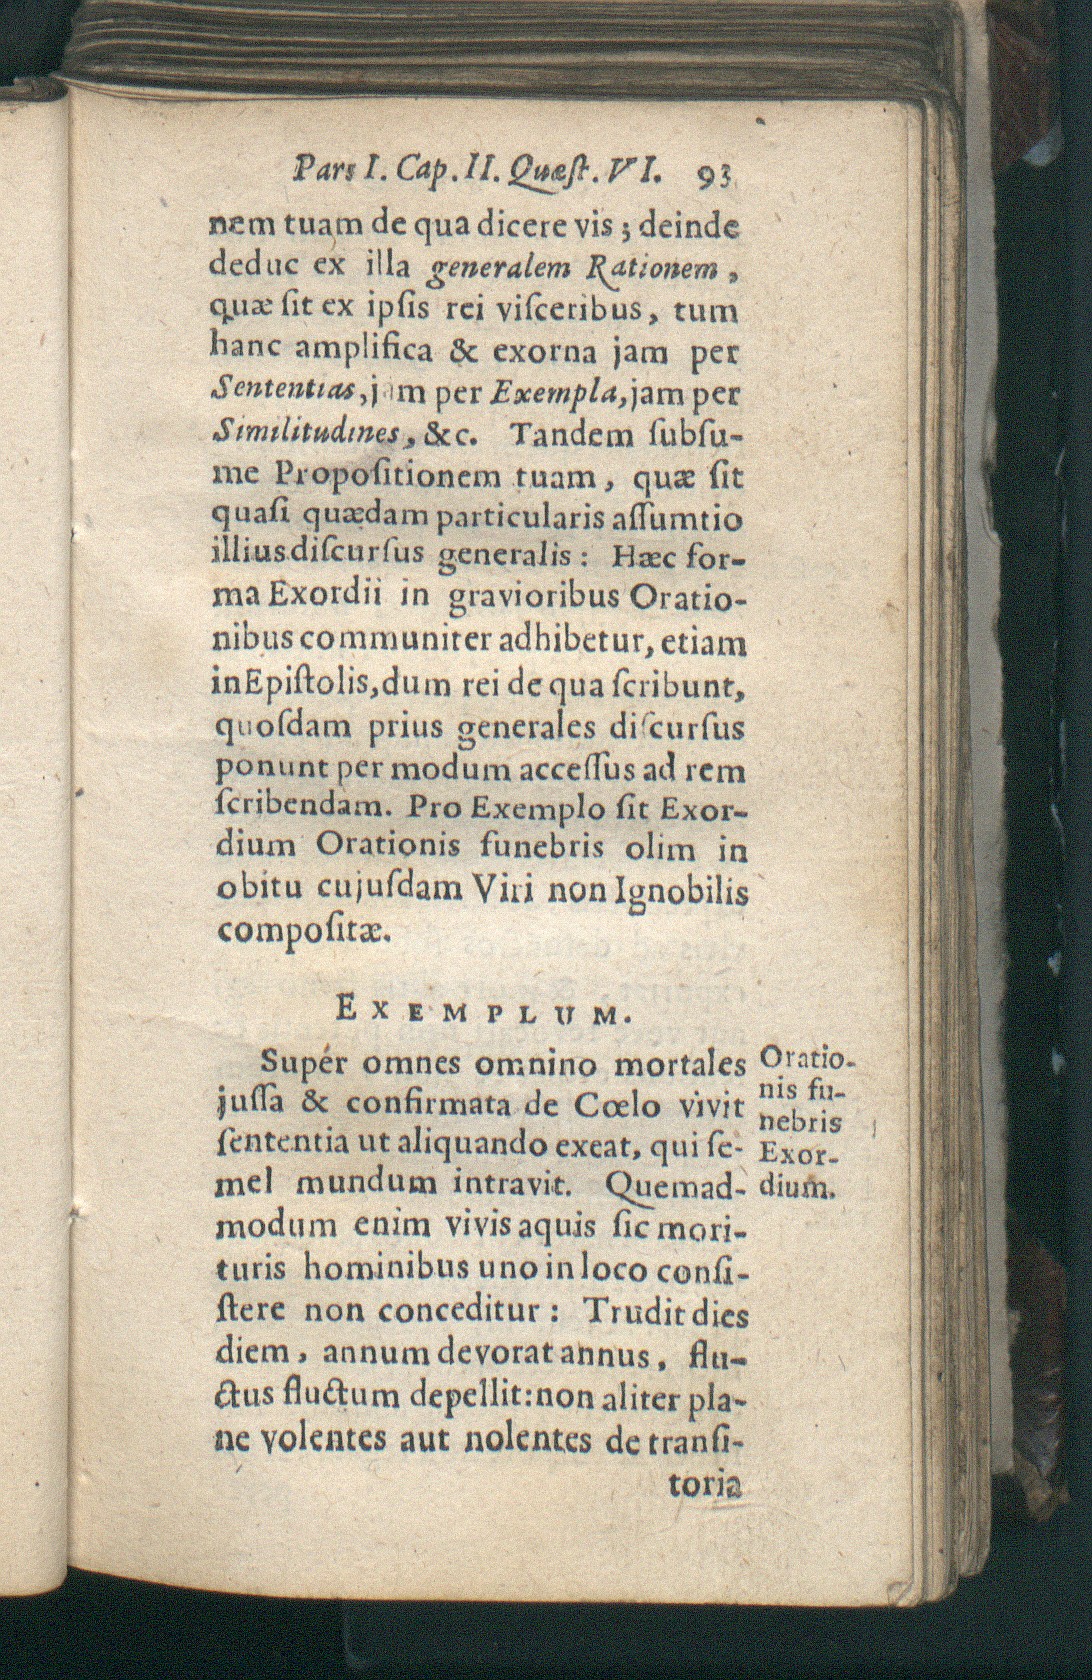 Pars I. Cap. II. Quæſt. VI. 93
nem tuam de qua dicere vis; deinde
deduc ex illa generalem Rationem,
quæ ſit ex ipſis rei viſceribus, tum
hanc amplifica & exorna jam per
Sententias, jam per Exempla, jam per
Similitudines, &c. Tandem ſubſu-
me Propoſitionem tuam, quæ ſit
quaſi quædam particularis aſſumtio
illius diſcurſus generalis: Hæc for-
ma Exordii in gravioribus Oratio-
nibus communiter adhibetur, etiam
in Epiſtolis, dum rei de qua ſcribunt,
quoſdam prius generales diſcurſus
ponunt per modum acceſſus ad rem
ſcribendam. Pro Exemplo ſit Exor-
dium Orationis funebris olim in
obitu cujuſdam Viri non Ignobilis
compoſitæ.
EXEMPLUM.
Supér omnes omnino mortales
juſſa & confirmata de Cœlo vivit
ſententia ut aliquando exeat, qui ſe-
mel mundum intravit. Quemad-
modum enim vivis aquis ſic mori-
turis hominibus uno in loco conſi-
ſtere non conceditur: Trudit dies
diem, annum devorat annus, flu-
ctus fluctum depellit: non aliter pla-
ne volentes aut nolentes de tranſi-
toria
Oratio-
nis fu-
nebris
Exor-
dium.